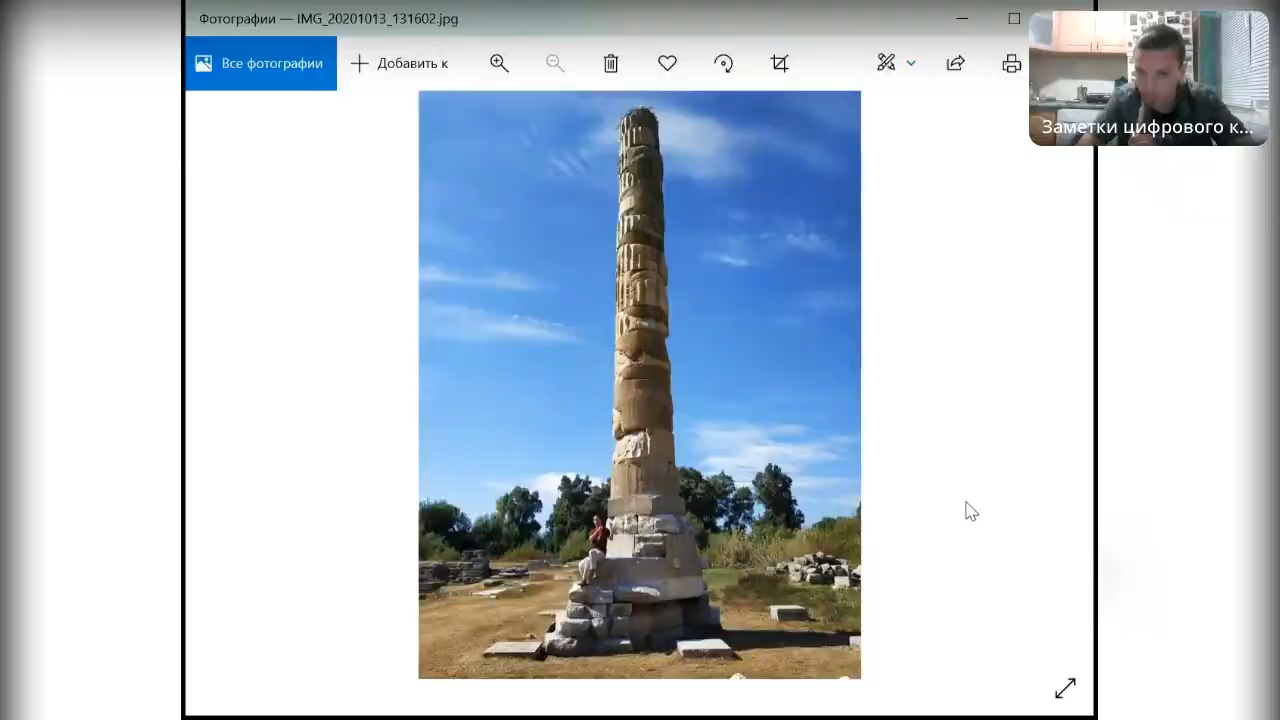 Фотографии — IMG_20201013_131602.jpg
Все фотографии
Добавить к
Заметки цифрового к...